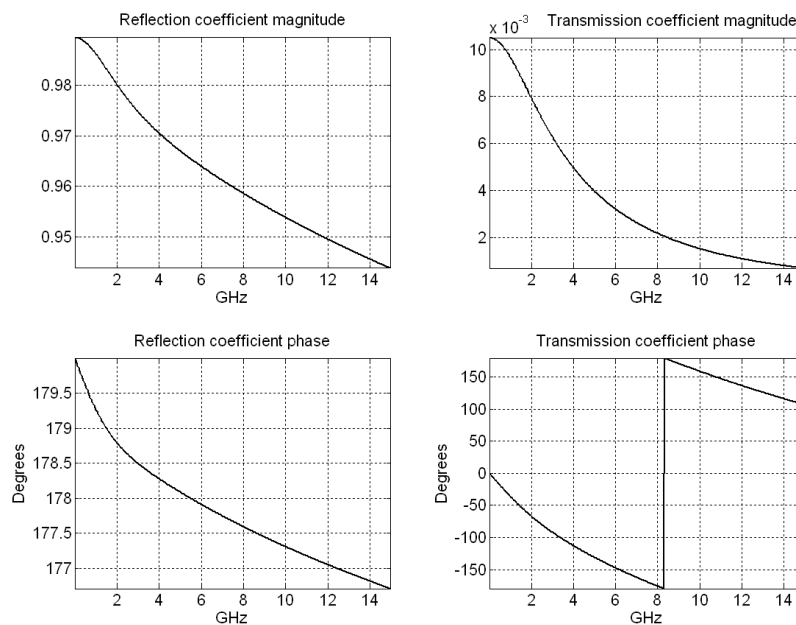 Reflection coefficient magnitude
0.98
0.97
0.96
0.95
2 4 6 8 10 12 14
GHz
x 10^-3
Transmission coefficient magnitude
10
8
6
4
2
2 4 6 8 10 12 14
GHz
Reflection coefficient phase
Degrees
179.5
179
178.5
178
177.5
177
2 4 6 8 10 12 14
GHz
Transmission coefficient phase
Degrees
150
100
50
0
-50
-100
-150
2 4 6 8 10 12 14
GHz